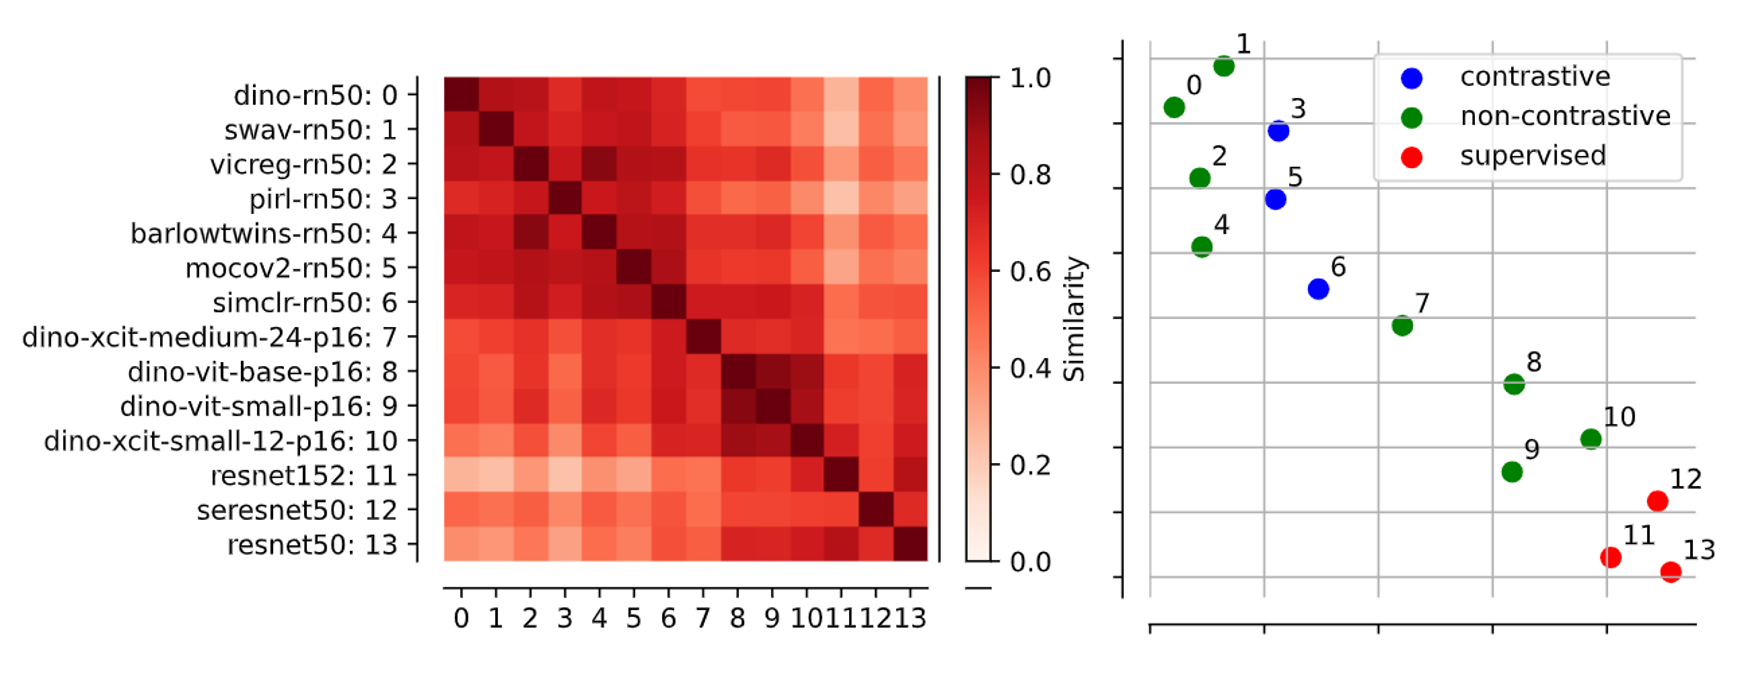 dino-rn50: 0
swav-rn50: 1
vicreg-rn50: 2
pirl-rn50: 3
barlowtwins-rn50: 4
mocov2-rn50: 5
simclr-rn50: 6
dino-xcit-medium-24-p16: 7
dino-vit-base-p16: 8
dino-vit-small-p16: 9
dino-xcit-small-12-p16: 10
resnet152: 11
seresnet50: 12
resnet50: 13
0 1 2 3 4 5 6 7 8 9 10 11 12 13
1.0
0.8
0.6
0.4
0.2
0.0
Similarity
1
0
3
2
5
4
6
7
8
10
9
12
11
13
contrastive
non-contrastive
supervised